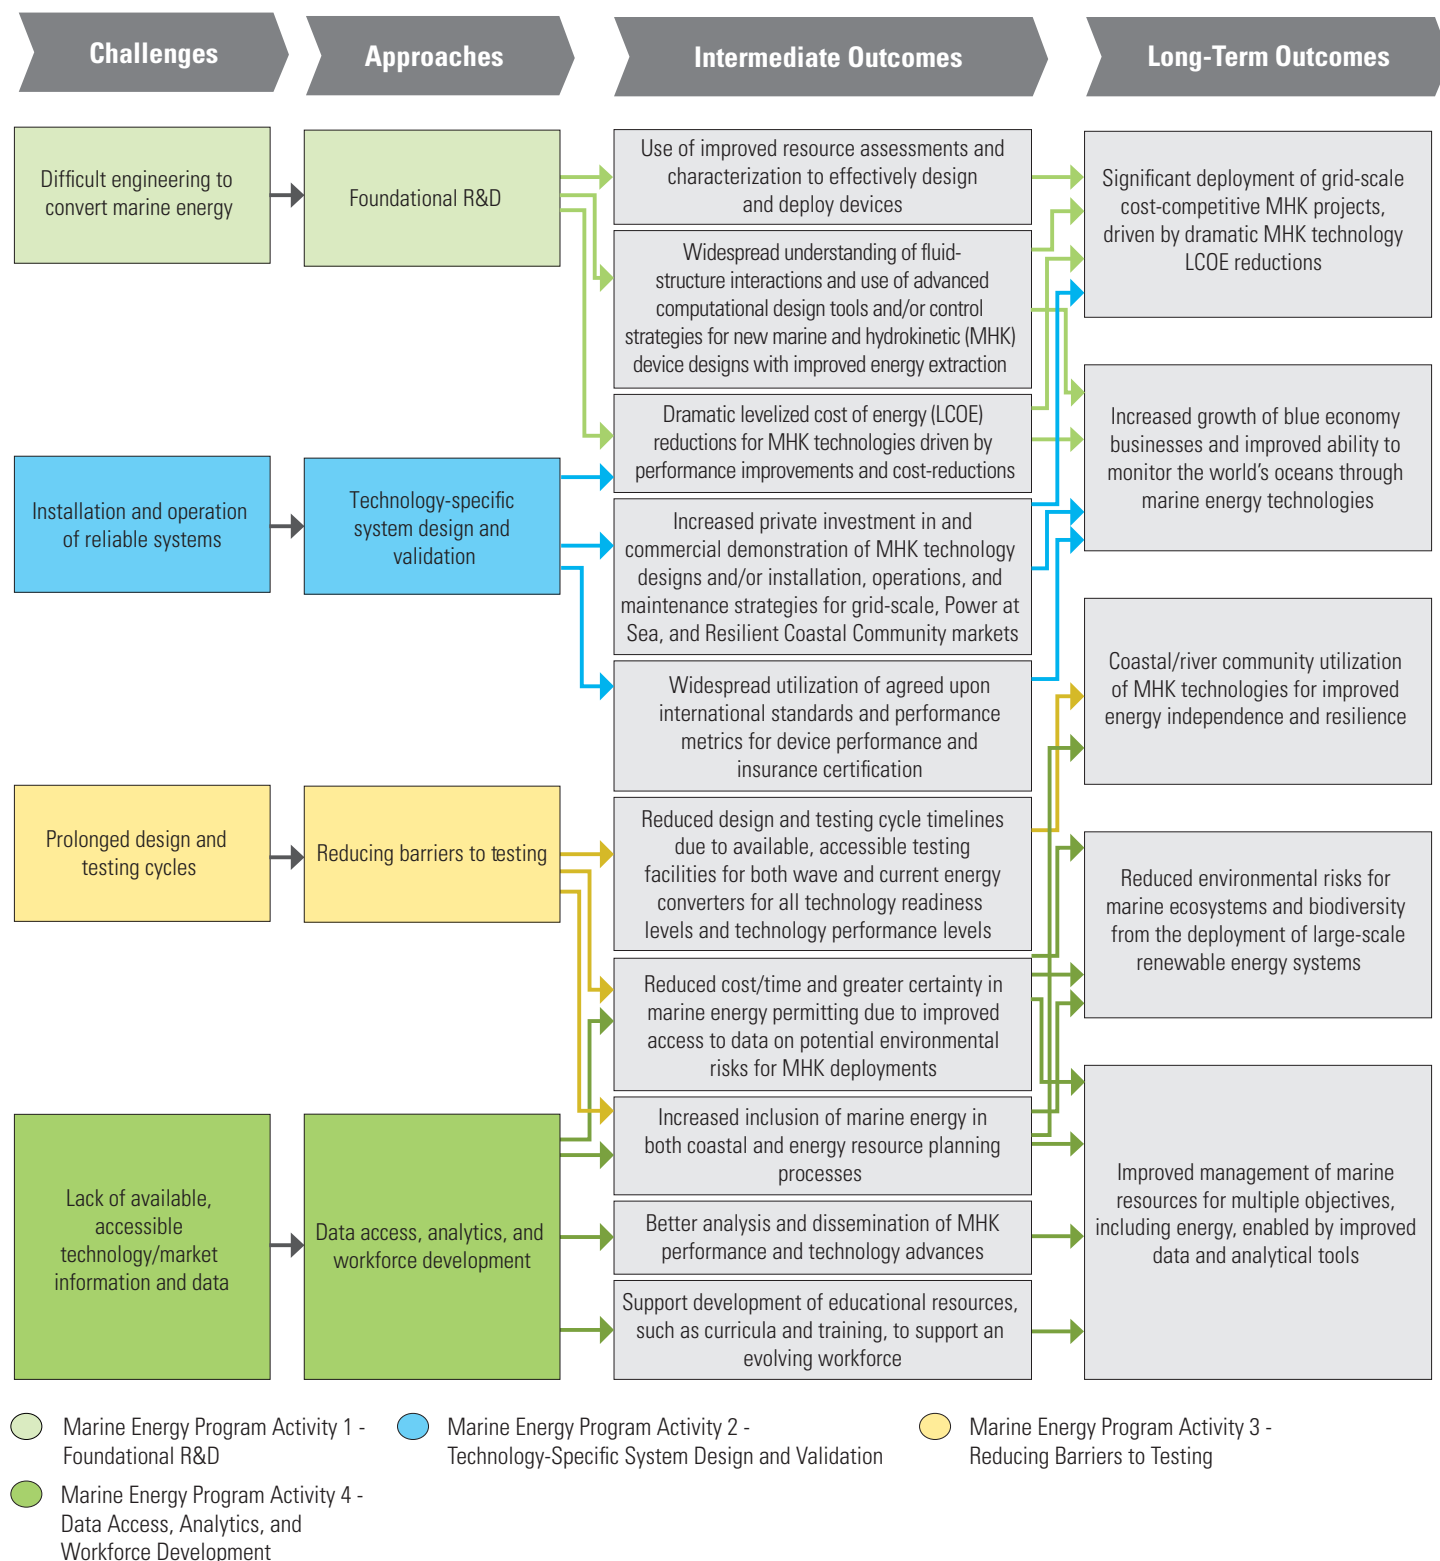 Challenges
Approaches
Intermediate Outcomes
Long-Term Outcomes
Difficult engineering to
convert marine energy
Foundational R&D
Use of improved resource assessments and
characterization to effectively design
and deploy devices
Widespread understanding of fluid-
structure interactions and use of advanced
computational design tools and/or control
strategies for new marine and hydrokinetic (MHK)
device designs with improved energy extraction
Dramatic levelized cost of energy (LCOE)
reductions for MHK technologies driven by
performance improvements and cost-reductions
Significant deployment of grid-scale
cost-competitive MHK projects,
driven by dramatic MHK technology
LCOE reductions
Increased growth of blue economy
businesses and improved ability to
monitor the world's oceans through
marine energy technologies
Installation and operation
of reliable systems
Technology-specific
system design and
validation
Increased private investment in and
commercial demonstration of MHK technology
designs and/or installation, operations, and
maintenance strategies for grid-scale, Power at
Sea, and Resilient Coastal Community markets
Widespread utilization of agreed upon
international standards and performance
metrics for device performance and
insurance certification
Coastal/river community utilization
of MHK technologies for improved
energy independence and resilience
Prolonged design and
testing cycles
Reducing barriers to testing
Reduced design and testing cycle timelines
due to available, accessible testing
facilities for both wave and current energy
converters for all technology readiness
levels and technology performance levels
Reduced cost/time and greater certainty in
marine energy permitting due to improved
access to data on potential environmental
risks for MHK deployments
Reduced environmental risks for
marine ecosystems and biodiversity
from the deployment of large-scale
renewable energy systems
Lack of available,
accessible
technology/market
information and data
Data access, analytics, and
workforce development
Increased inclusion of marine energy in
both coastal and energy resource planning
processes
Better analysis and dissemination of MHK
performance and technology advances
Support development of educational resources,
such as curricula and training, to support an
evolving workforce
Improved management of marine
resources for multiple objectives,
including energy, enabled by improved
data and analytical tools
Marine Energy Program Activity 1 -
Foundational R&D
Marine Energy Program Activity 2 -
Technology-Specific System Design and Validation
Marine Energy Program Activity 3 -
Reducing Barriers to Testing
Marine Energy Program Activity 4 -
Data Access, Analytics, and
Workforce Development